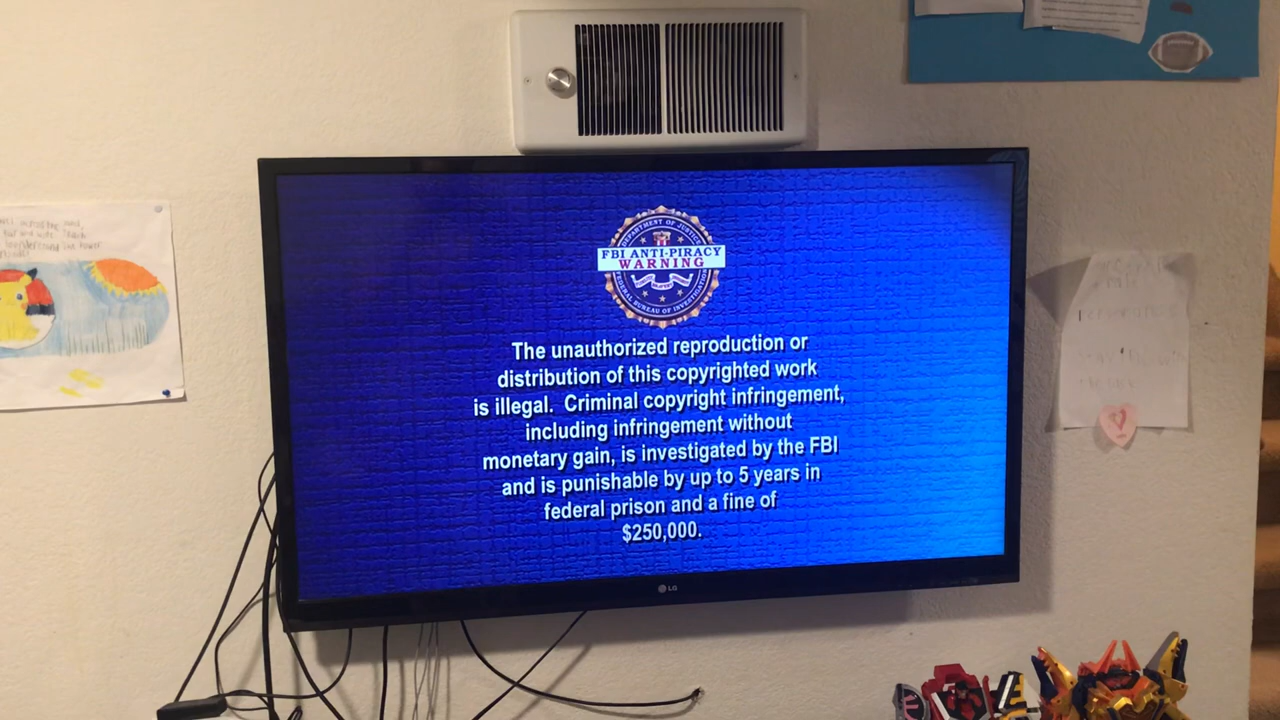 DEPARTMENT OF JUSTICE
FBI ANTI-PIRACY
WARNING
FEDERAL BUREAU OF INVESTIGATION
The unauthorized reproduction or
distribution of this copyrighted work
is illegal. Criminal copyright infringement,
including infringement without
monetary gain, is investigated by the FBI
and is punishable by up to 5 years in
federal prison and a fine of
$250,000.
LG